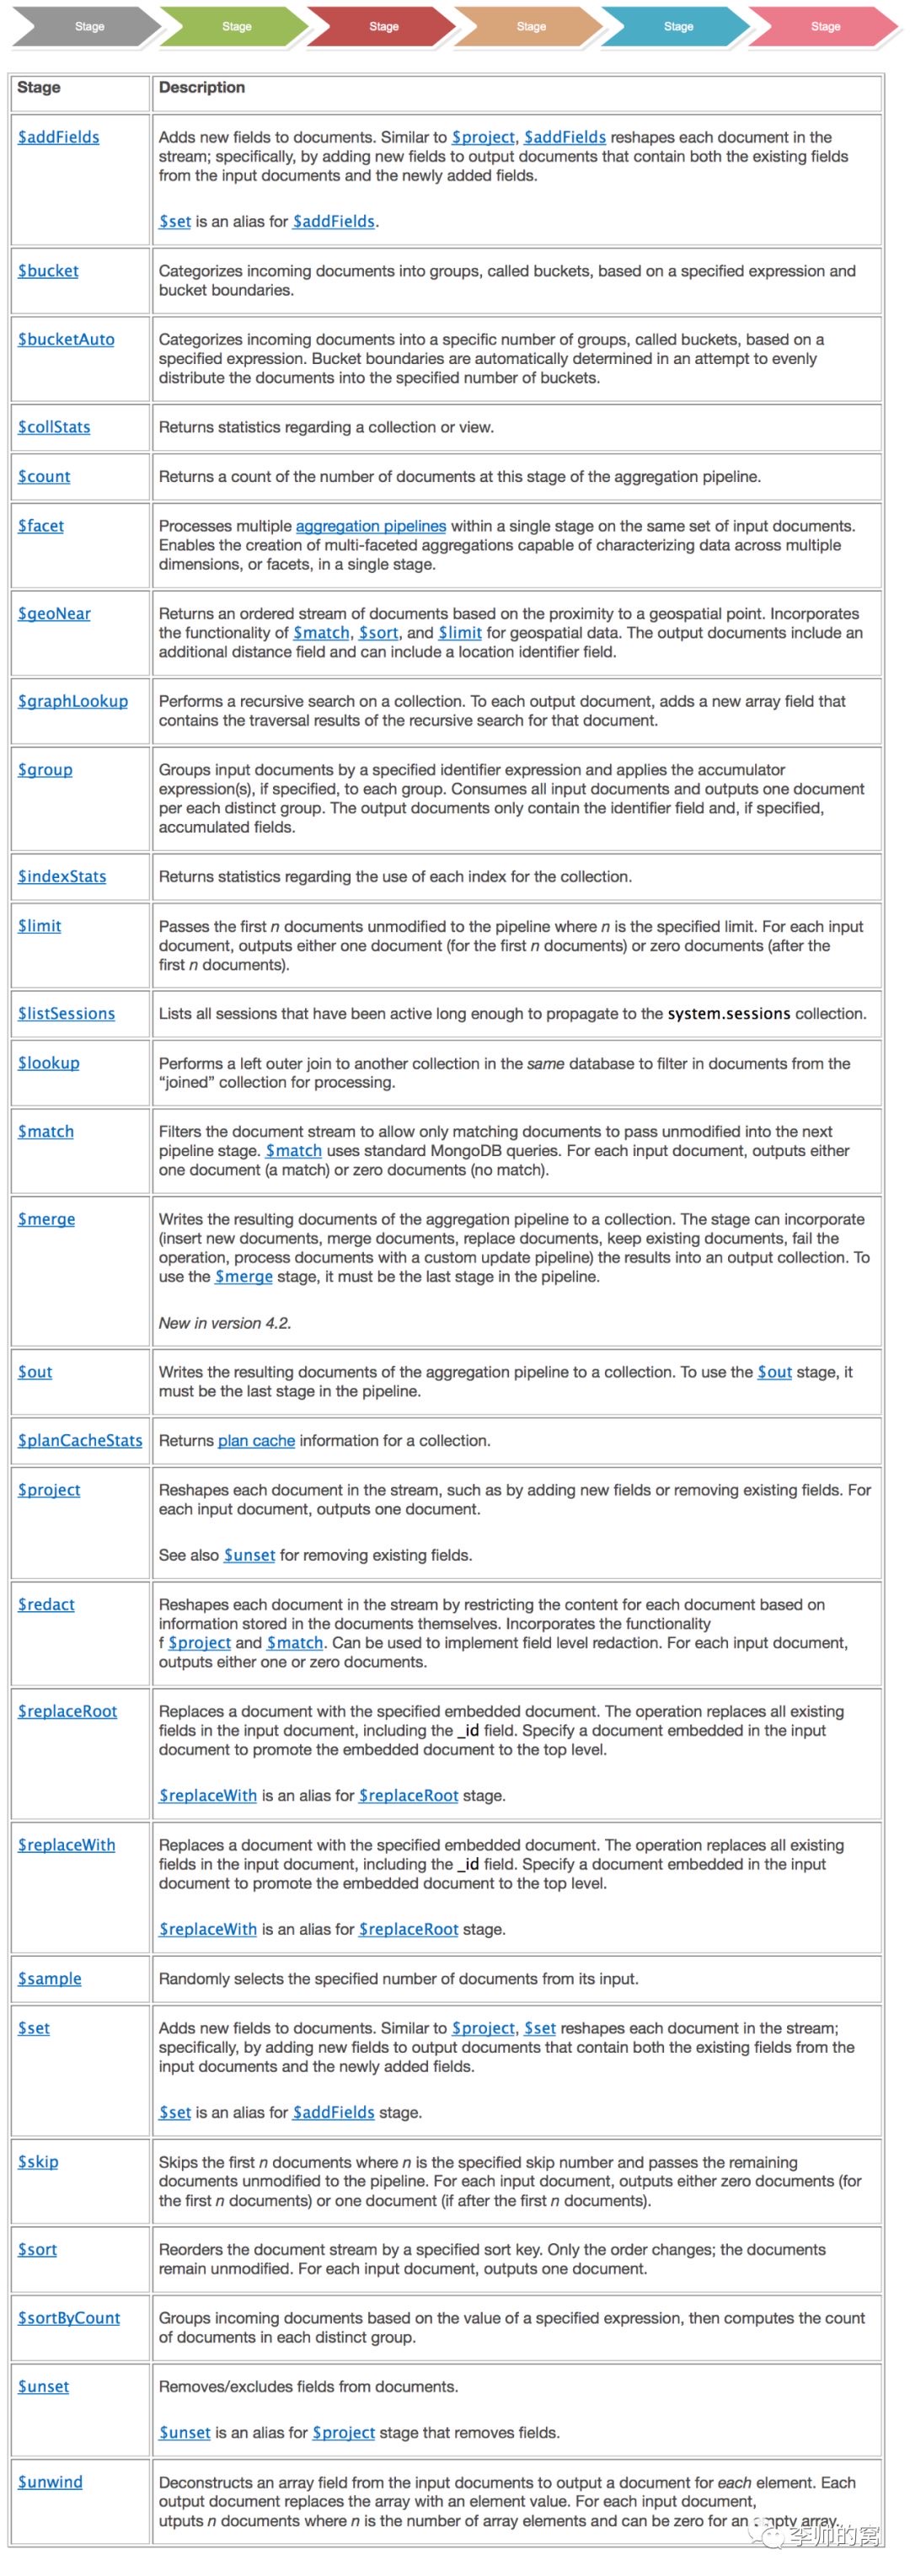 Stage Stage Stage Stage Stage Stage
Stage Description
$addFields Adds new fields to documents. Similar to $project, $addFields reshapes each document in the
stream; specifically, by adding new fields to output documents that contain both the existing fields
from the input documents and the newly added fields.
$set is an alias for $addFields.
$bucket Categorizes incoming documents into groups, called buckets, based on a specified expression and
bucket boundaries.
$bucketAuto Categorizes incoming documents into a specific number of groups, called buckets, based on a
specified expression. Bucket boundaries are automatically determined in an attempt to evenly
distribute the documents into the specified number of buckets.
$collStats Returns statistics regarding a collection or view.
$count Returns a count of the number of documents at this stage of the aggregation pipeline.
$facet Processes multiple aggregation pipelines within a single stage on the same set of input documents.
Enables the creation of multi-faceted aggregations capable of characterizing data across multiple
dimensions, or facets, in a single stage.
$geoNear Returns an ordered stream of documents based on the proximity to a geospatial point. Incorporates
the functionality of $match, $sort, and $limit for geospatial data. The output documents include an
additional distance field and can include a location identifier field.
$graphLookup Performs a recursive search on a collection. To each output document, adds a new array field that
contains the traversal results of the recursive search for that document.
$group Groups input documents by a specified identifier expression and applies the accumulator
expression(s), if specified, to each group. Consumes all input documents and outputs one document
per each distinct group. The output documents only contain the identifier field and, if specified,
accumulated fields.
$indexStats Returns statistics regarding the use of each index for the collection.
$limit Passes the first n documents unmodified to the pipeline where n is the specified limit. For each input
document, outputs either one document (for the first n documents) or zero documents (after the
first n documents).
$listSessions Lists all sessions that have been active long enough to propagate to the system.sessions collection.
$lookup Performs a left outer join to another collection in the same database to filter in documents from the
“joined” collection for processing.
$match Filters the document stream to allow only matching documents to pass unmodified into the next
pipeline stage. $match uses standard MongoDB queries. For each input document, outputs either
one document (a match) or zero documents (no match).
$merge Writes the resulting documents of the aggregation pipeline to a collection. The stage can incorporate
(insert new documents, merge documents, replace documents, keep existing documents, fail the
operation, process documents with a custom update pipeline) the results into an output collection. To
use the $merge stage, it must be the last stage in the pipeline.
New in version 4.2.
$out Writes the resulting documents of the aggregation pipeline to a collection. To use the $out stage, it
must be the last stage in the pipeline.
$planCacheStats Returns plan cache information for a collection.
$project Reshapes each document in the stream, such as by adding new fields or removing existing fields. For
each input document, outputs one document.
See also $unset for removing existing fields.
$redact Reshapes each document in the stream by restricting the content for each document based on
information stored in the documents themselves. Incorporates the functionality
f $project and $match. Can be used to implement field level redaction. For each input document,
outputs either one or zero documents.
$replaceRoot Replaces a document with the specified embedded document. The operation replaces all existing
fields in the input document, including the _id field. Specify a document embedded in the input
document to promote the embedded document to the top level.
$replaceWith is an alias for $replaceRoot stage.
$replaceWith Replaces a document with the specified embedded document. The operation replaces all existing
fields in the input document, including the _id field. Specify a document embedded in the input
document to promote the embedded document to the top level.
$replaceWith is an alias for $replaceRoot stage.
$sample Randomly selects the specified number of documents from its input.
$set Adds new fields to documents. Similar to $project, $set reshapes each document in the stream;
specifically, by adding new fields to output documents that contain both the existing fields from the
input documents and the newly added fields.
$set is an alias for $addFields stage.
$skip Skips the first n documents where n is the specified skip number and passes the remaining
documents unmodified to the pipeline. For each input document, outputs either zero documents (for
the first n documents) or one document (if after the first n documents).
$sort Reorders the document stream by a specified sort key. Only the order changes; the documents
remain unmodified. For each input document, outputs one document.
$sortByCount Groups incoming documents based on the value of a specified expression, then computes the count
of documents in each distinct group.
$unset Removes/excludes fields from documents.
$unset is an alias for $project stage that removes fields.
$unwind Deconstructs an array field from the input documents to output a document for each element. Each
output document replaces the array with an element value. For each input document,
utputs n documents where n is the number of array elements and can be zero for an empty array.
李帅的窝